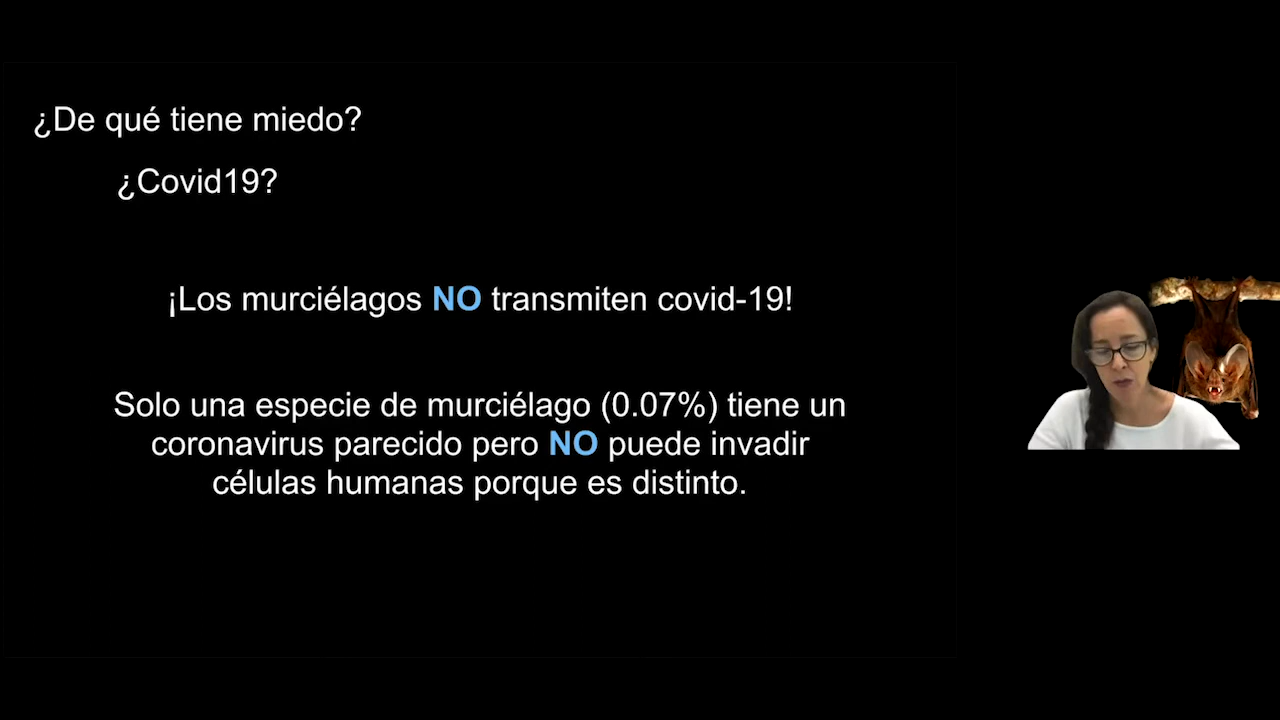 ¿De qué tiene miedo?
¿Covid19?
¡Los murciélagos NO transmiten covid-19!
Solo una especie de murciélago (0.07%) tiene un
coronavirus parecido pero NO puede invadir
células humanas porque es distinto.